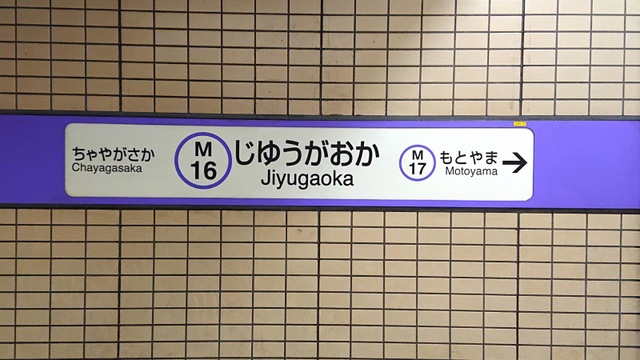 ちゃやがさか
Chayagasaka
M
16
じゆうがおか
Jiyugaoka
M
17
もとやま
Motoyama
→